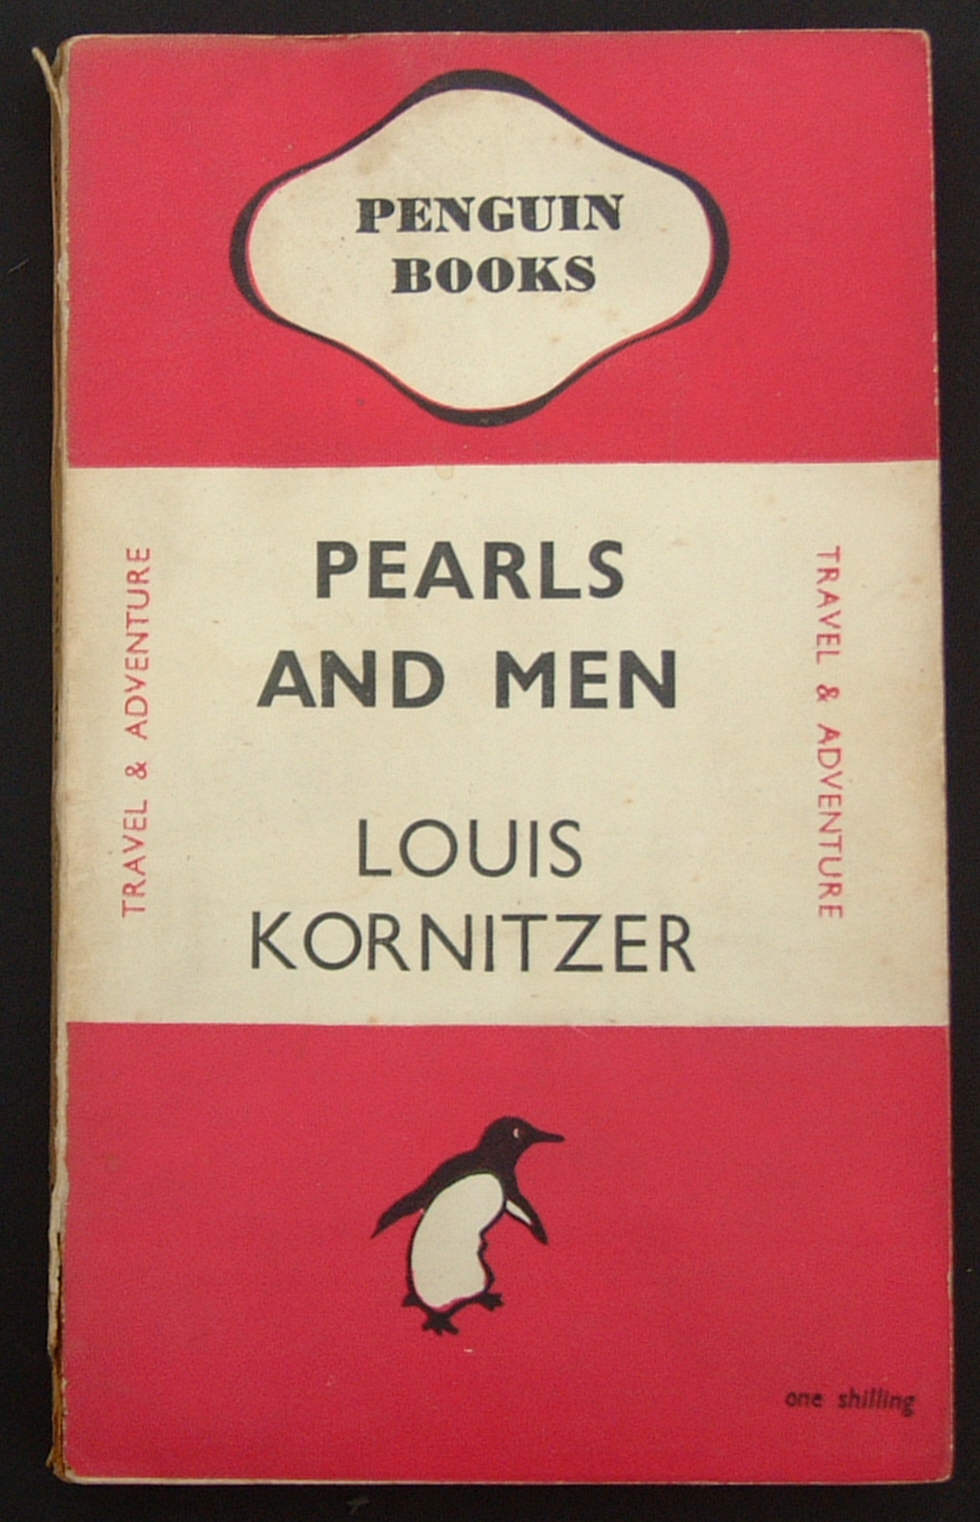 PENGUIN
BOOKS
PEARLS
AND MEN
LOUIS
KORNITZER
TRAVEL & ADVENTURE
TRAVEL & ADVENTURE
one shilling